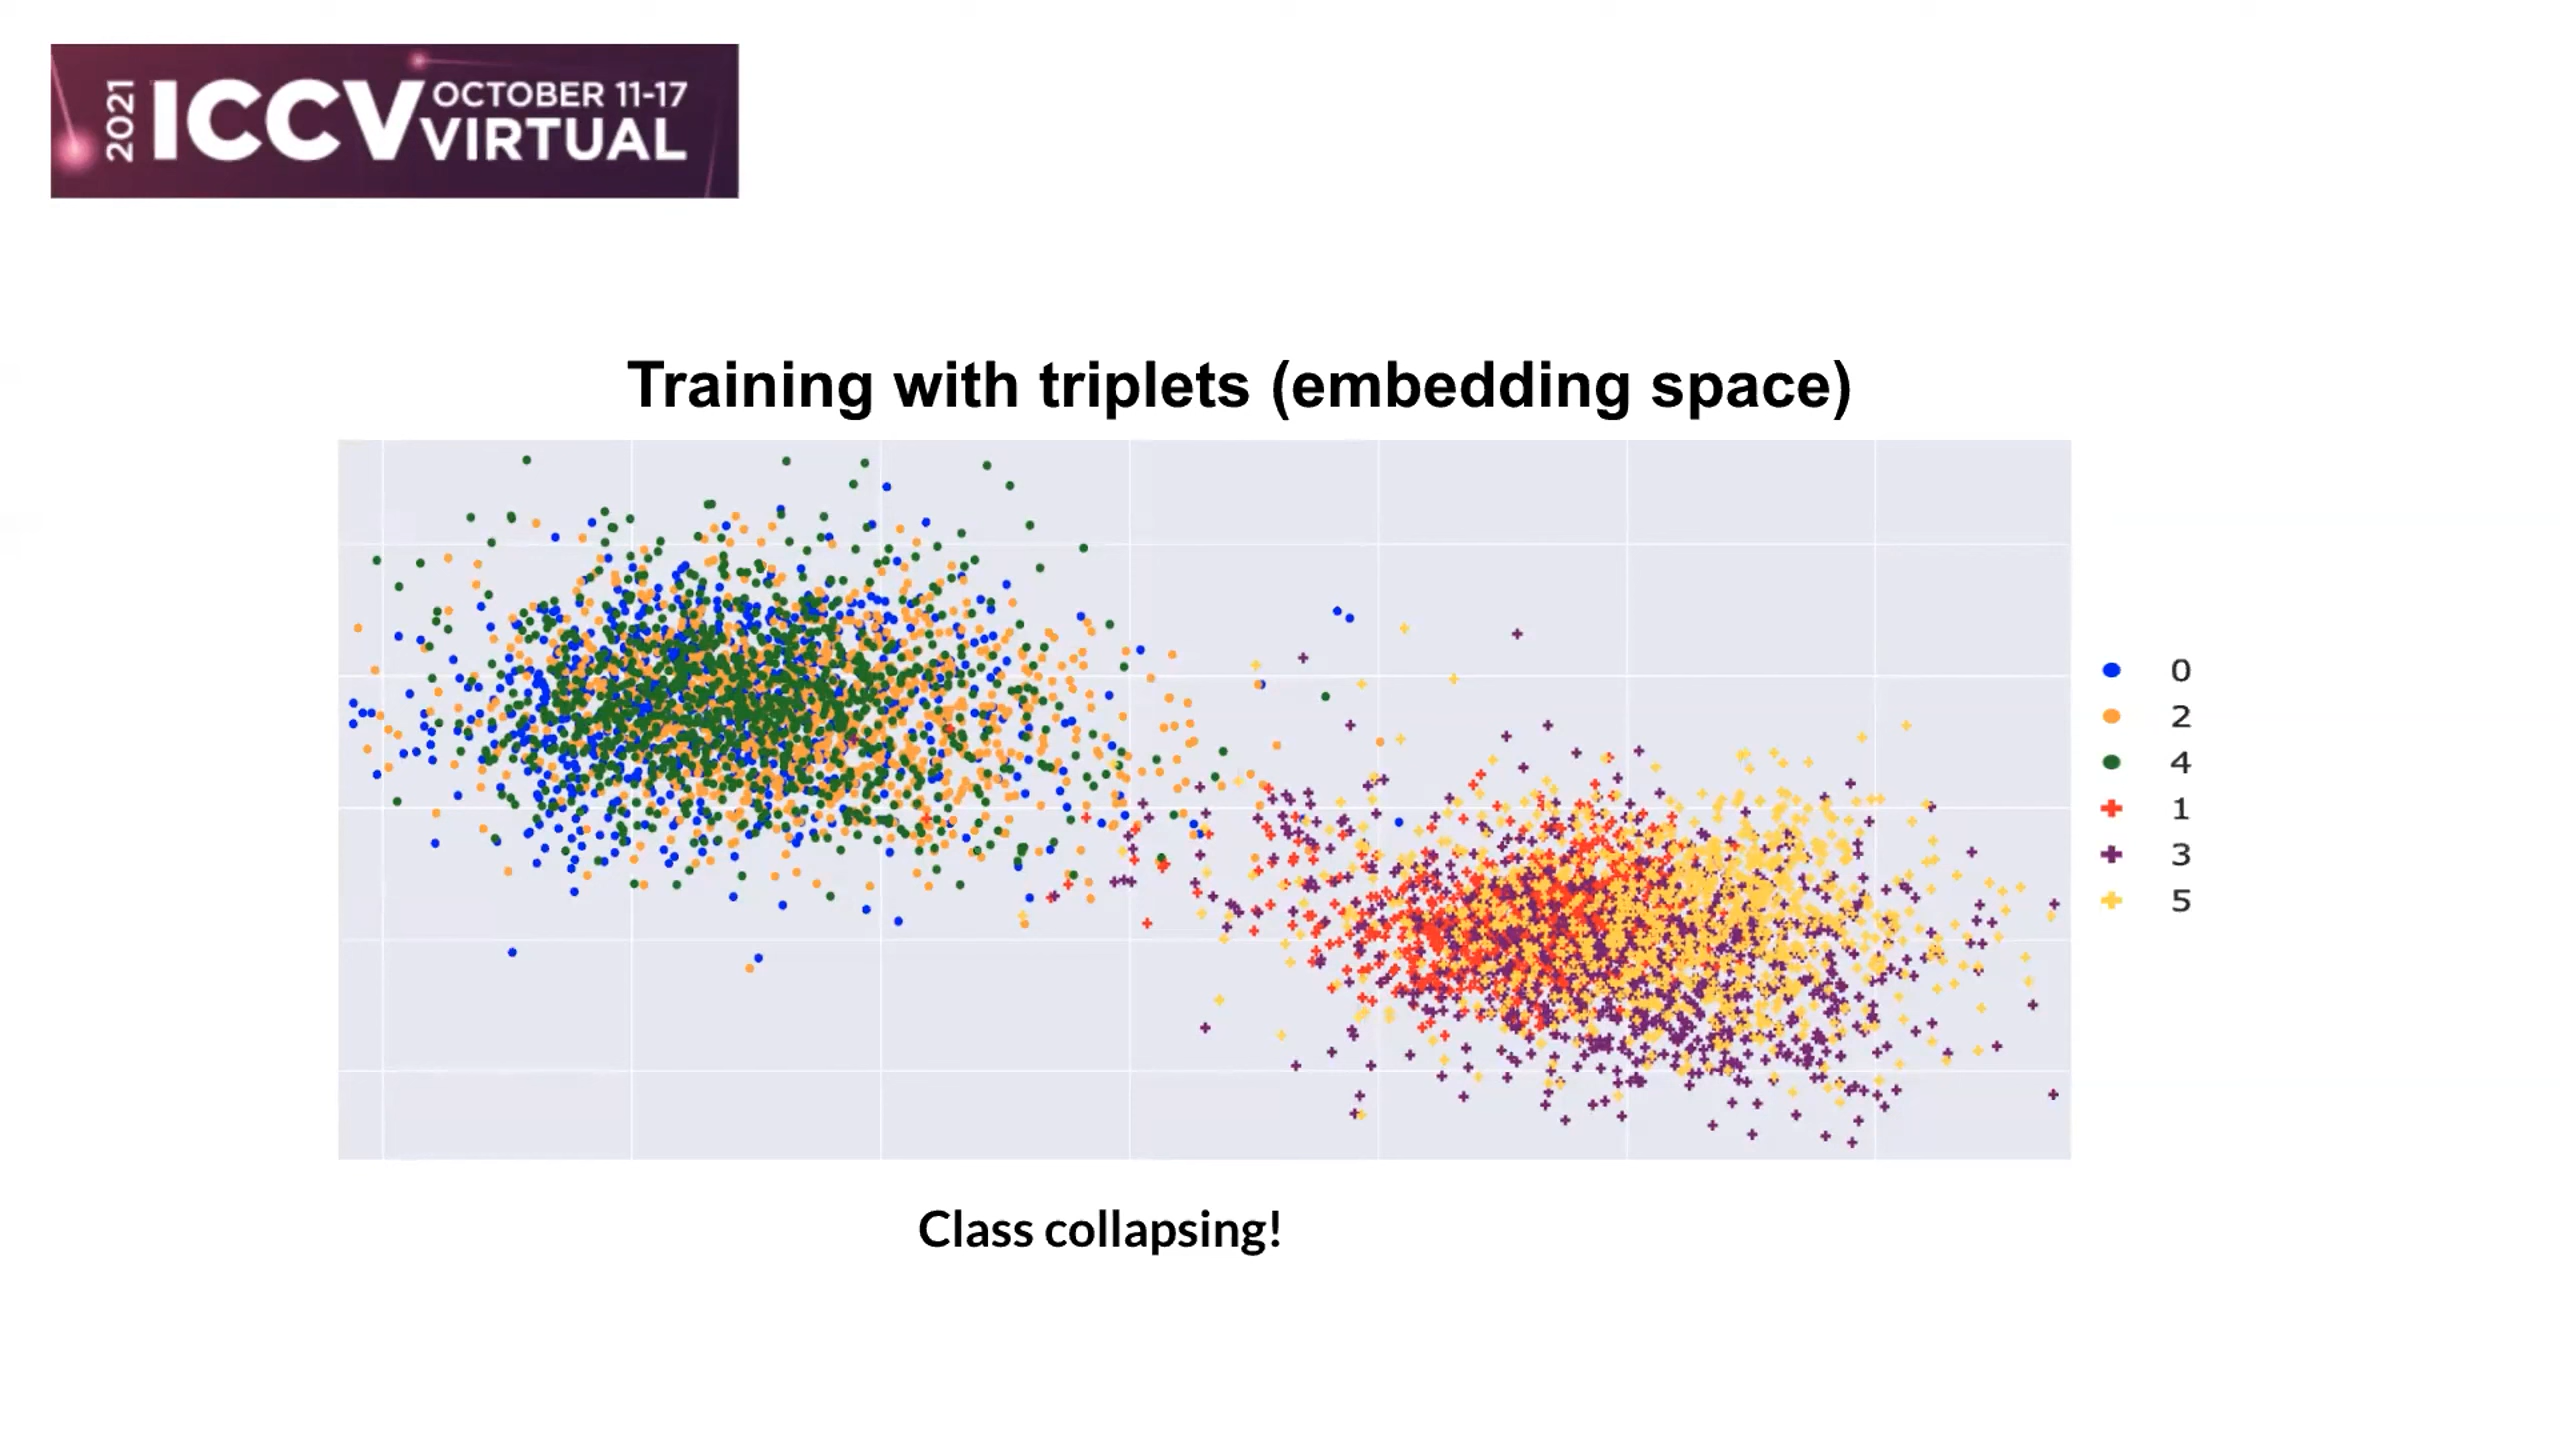 2021
ICCV
OCTOBER 11-17
VIRTUAL
Training with triplets (embedding space)
0
2
4
1
3
5
Class collapsing!